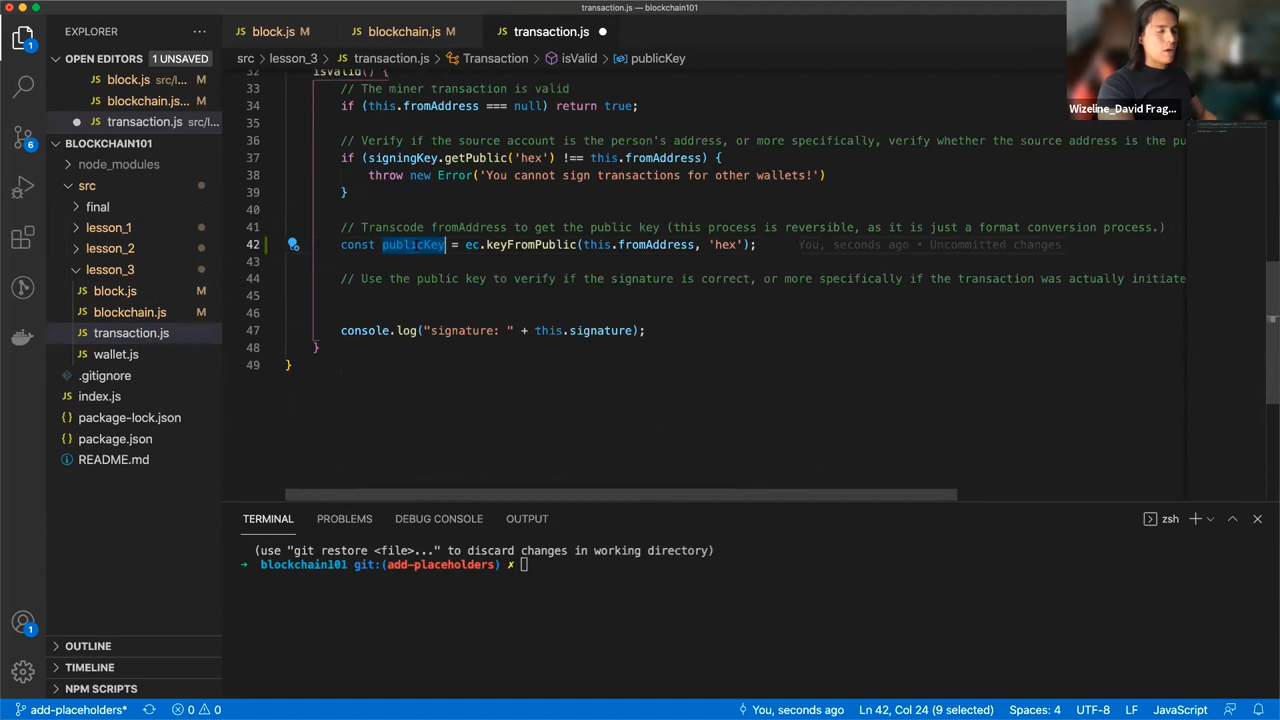 transaction.js — blockchain101
EXPLORER
OPEN EDITORS 1 UNSAVED
block.js src/l... M
blockchain.js... M
transaction.js src/l...
BLOCKCHAIN101
node_modules
src
final
lesson_1
lesson_2
lesson_3
JS block.js M
JS blockchain.js M
JS transaction.js
JS wallet.js
.gitignore
JS index.js
{} package-lock.json
{} package.json
README.md
OUTLINE
TIMELINE
NPM SCRIPTS
JS block.js M JS blockchain.js M JS transaction.js
src > lesson_3 > JS transaction.js > Transaction > isValid > publicKey
32 isValid() {
33 // The miner transaction is valid
34 if (this.fromAddress === null) return true;
35
36 // Verify if the source account is the person's address, or more specifically, verify whether the source address is the pu
37 if (signingKey.getPublic('hex') !== this.fromAddress) {
38 throw new Error('You cannot sign transactions for other wallets!')
39 }
40
41 // Transcode fromAddress to get the public key (this process is reversible, as it is just a format conversion process.)
42 const publicKey = ec.keyFromPublic(this.fromAddress, 'hex'); You, seconds ago • Uncommitted changes
43
44 // Use the public key to verify if the signature is correct, or more specifically if the transaction was actually initiate
45
46
47 console.log("signature: " + this.signature);
48 }
49 }
Wizeline_David Frag...
TERMINAL PROBLEMS DEBUG CONSOLE OUTPUT
zsh
(use "git restore <file>..." to discard changes in working directory)
→ blockchain101 git:(add-placeholders) ✗
1
6
1
add-placeholders* 0 0
You, seconds ago Ln 42, Col 24 (9 selected) Spaces: 4 UTF-8 LF JavaScript